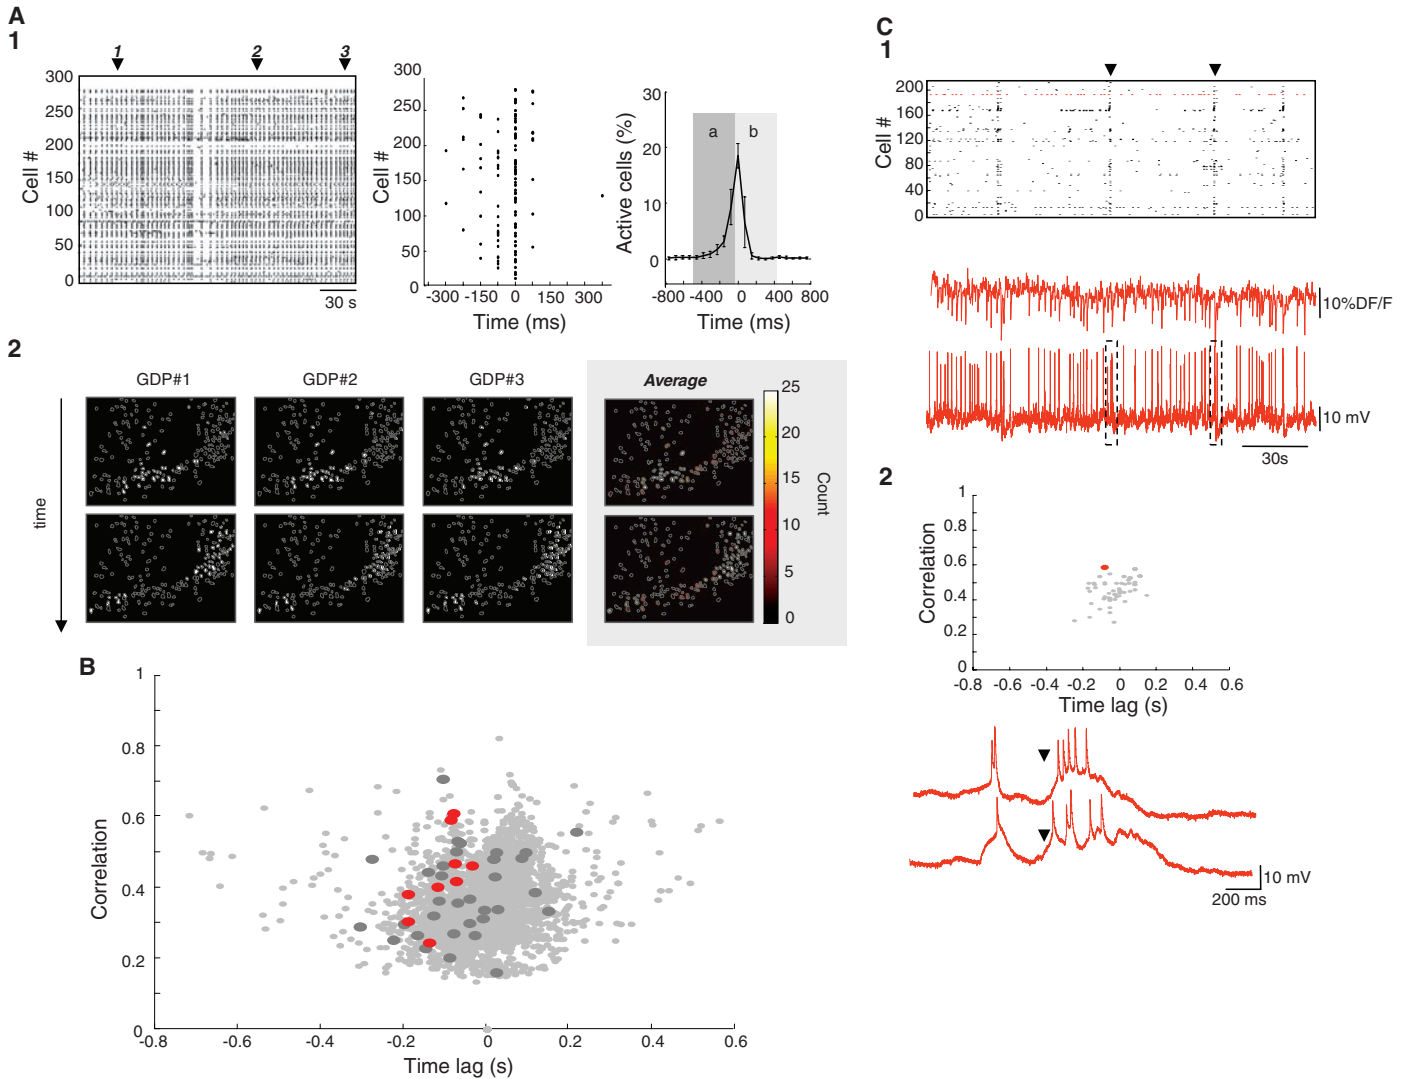 A
1
1 2 3
300
250
200
150
100
50
0
Cell #
30 s
300
250
200
150
100
50
0
Cell #
-300 -150 0 150 300
Time (ms)
30
20
10
0
Active cells (%)
a b
-800 -400 0 400 800
Time (ms)
2
GDP#1 GDP#2 GDP#3 Average
time
25
20
15
10
5
0
Count
B
1
0.8
0.6
0.4
0.2
0
Correlation
-0.8 -0.6 -0.4 -0.2 0 0.2 0.4 0.6
Time lag (s)
C
1
200
160
120
80
40
0
Cell #
10%DF/F
10 mV
30s
2
1
0.8
0.6
0.4
0.2
0
Correlation
-0.8 -0.6 -0.4 -0.2 0 0.2 0.4 0.6
Time lag (s)
10 mV
200 ms